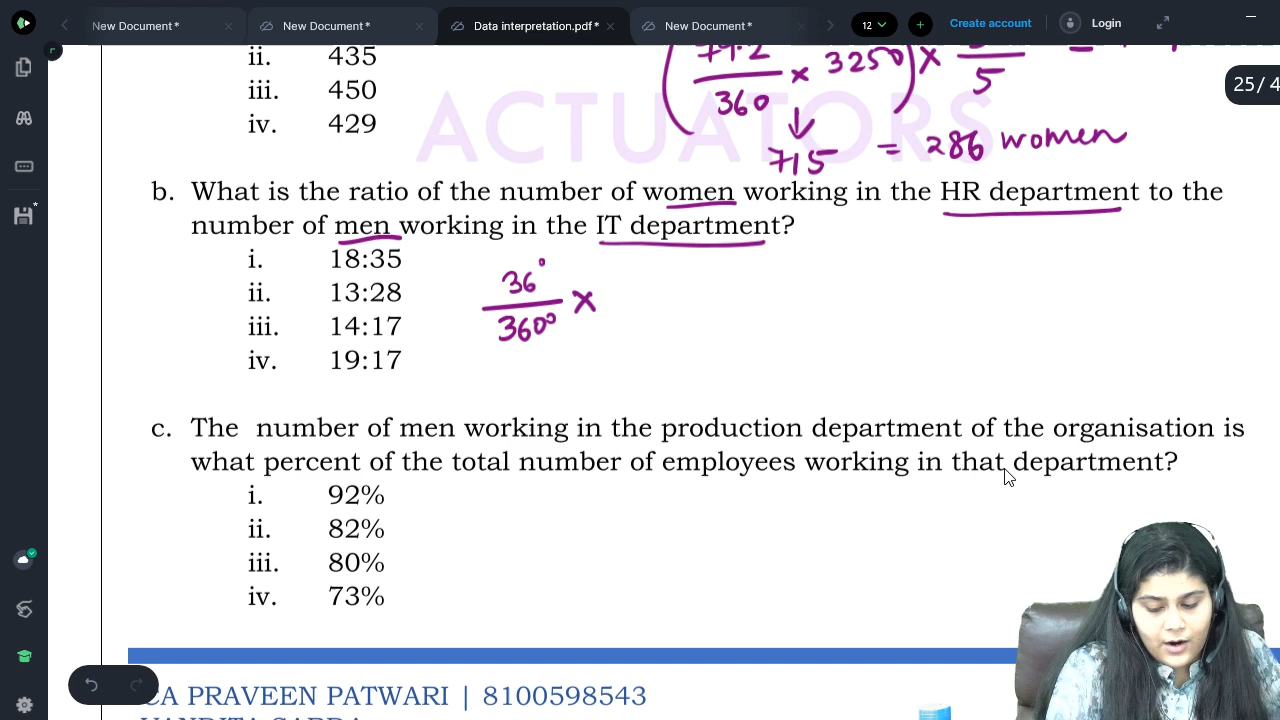 New Document *
New Document *
Data interpretation.pdf *
New Document *
12
Create account
Login
25/ 4
ii. 435
iii. 450
iv. 429
ACTUATORS
79.2
360
× 3250
×
5
=
715
= 286 women
b. What is the ratio of the number of women working in the HR department to the
number of men working in the IT department?
i. 18:35
ii. 13:28
iii. 14:17
iv. 19:17
36°
360°
×
c. The number of men working in the production department of the organisation is
what percent of the total number of employees working in that department?
i. 92%
ii. 82%
iii. 80%
iv. 73%
CA PRAVEEN PATWARI | 8100598543